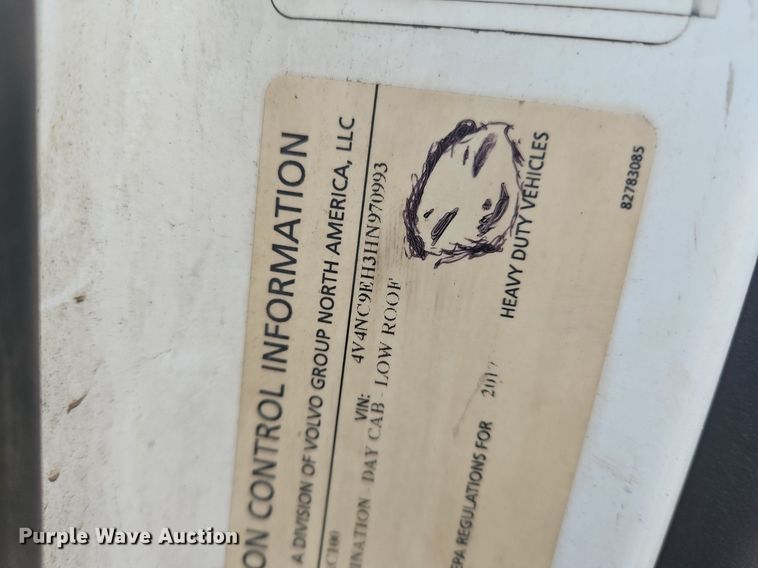 ON CONTROL INFORMATION
A DIVISION OF VOLVO GROUP NORTH AMERICA, LLC
VIN: 4V4NC9EH3HN970993
INATION - DAY CAB - LOW ROOF
EPA REGULATIONS FOR 2017 HEAVY DUTY VEHICLES
82783085
Purple Wave Auction